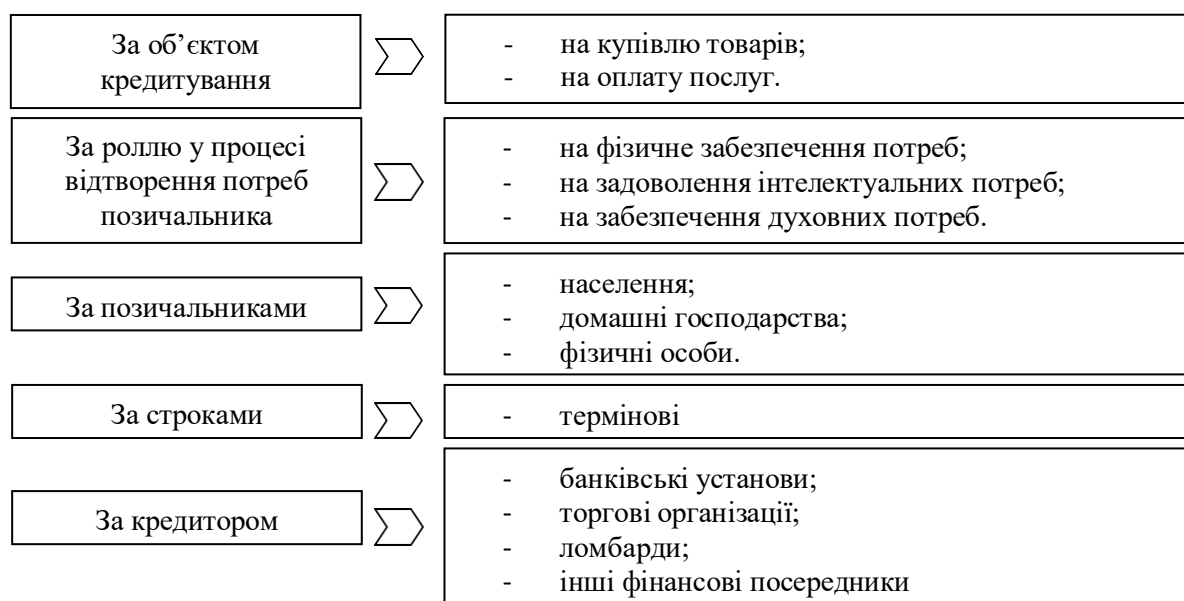 За об’єктом
кредитування
- на купівлю товарів;
- на оплату послуг.
За роллю у процесі
відтворення потреб
позичальника
- на фізичне забезпечення потреб;
- на задоволення інтелектуальних потреб;
- на забезпечення духовних потреб.
За позичальниками
- населення;
- домашні господарства;
- фізичні особи.
За строками
- термінові
За кредитором
- банківські установи;
- торгові організації;
- ломбарди;
- інші фінансові посередники